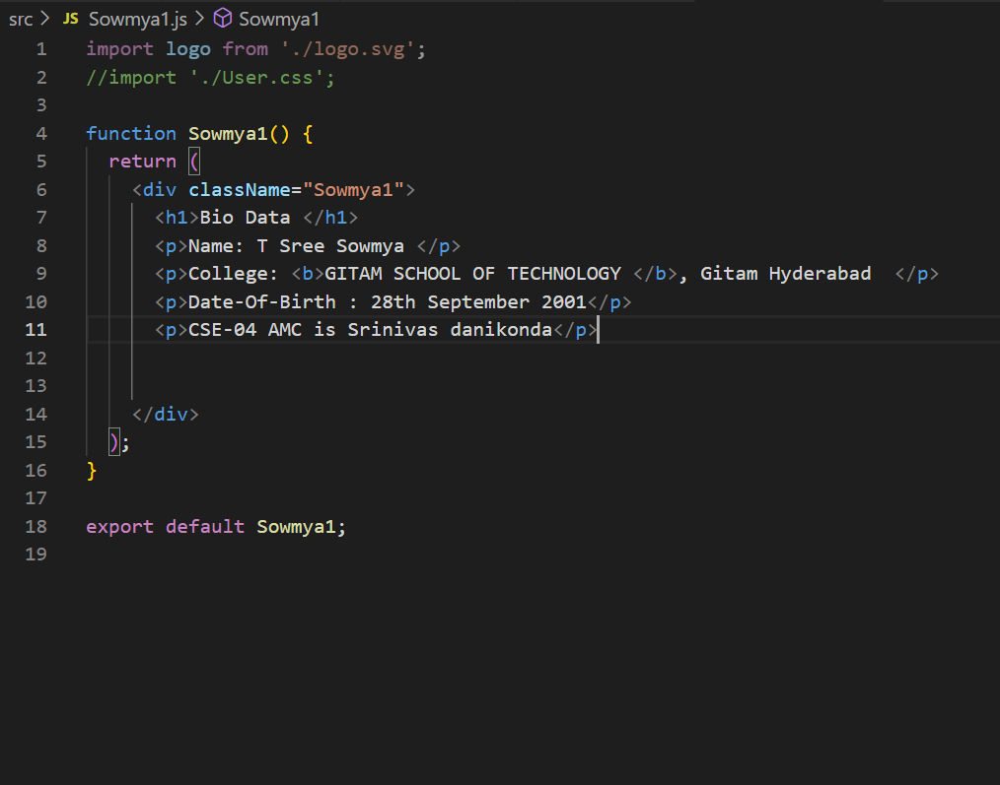 src > JS Sowmya1.js > Sowmya1
1 import logo from './logo.svg';
2 //import './User.css';
3
4 function Sowmya1() {
5 return (
6 <div className="Sowmya1">
7 <h1>Bio Data </h1>
8 <p>Name: T Sree Sowmya </p>
9 <p>College: <b>GITAM SCHOOL OF TECHNOLOGY </b>, Gitam Hyderabad  </p>
10 <p>Date-Of-Birth : 28th September 2001</p>
11 <p>CSE-04 AMC is Srinivas danikonda</p>
12
13
14 </div>
15 );
16 }
17
18 export default Sowmya1;
19